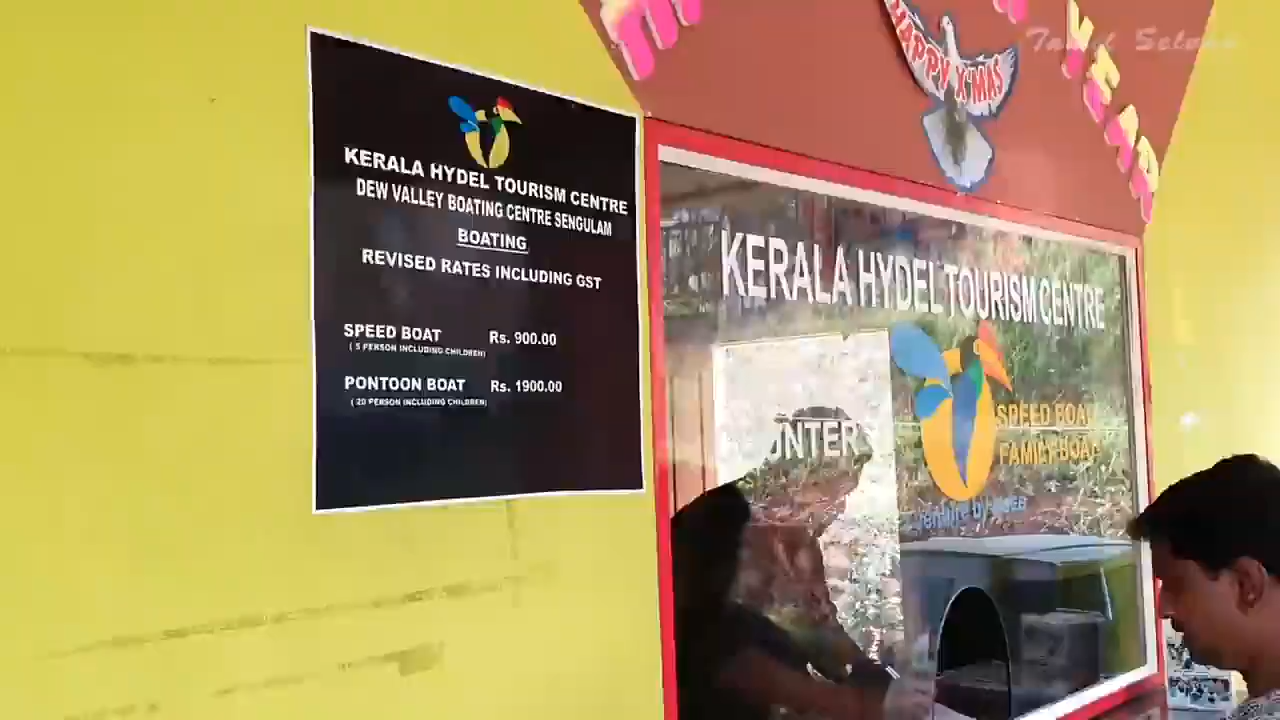 KERALA HYDEL TOURISM CENTRE
DEW VALLEY BOATING CENTRE SENGULAM
BOATING
REVISED RATES INCLUDING GST
SPEED BOAT Rs. 900.00
( 5 PERSON INCLUDING CHILDREN)
PONTOON BOAT Rs. 1900.00
( 20 PERSON INCLUDING CHILDREN)
HAPPY X'MAS
YEAR
KERALA HYDEL TOURISM CENTRE
SPEED BOAT
FAMILY BOAT